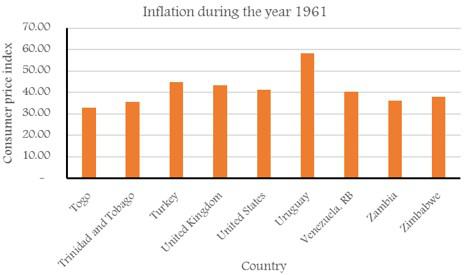 Inflation during the year 1961
Consumer price index
70.00
60.00
50.00
40.00
30.00
20.00
10.00
-
Togo
Trinidad and Tobago
Turkey
United Kingdom
United States
Uruguay
Venezuela, RB
Zambia
Zimbabwe
Country